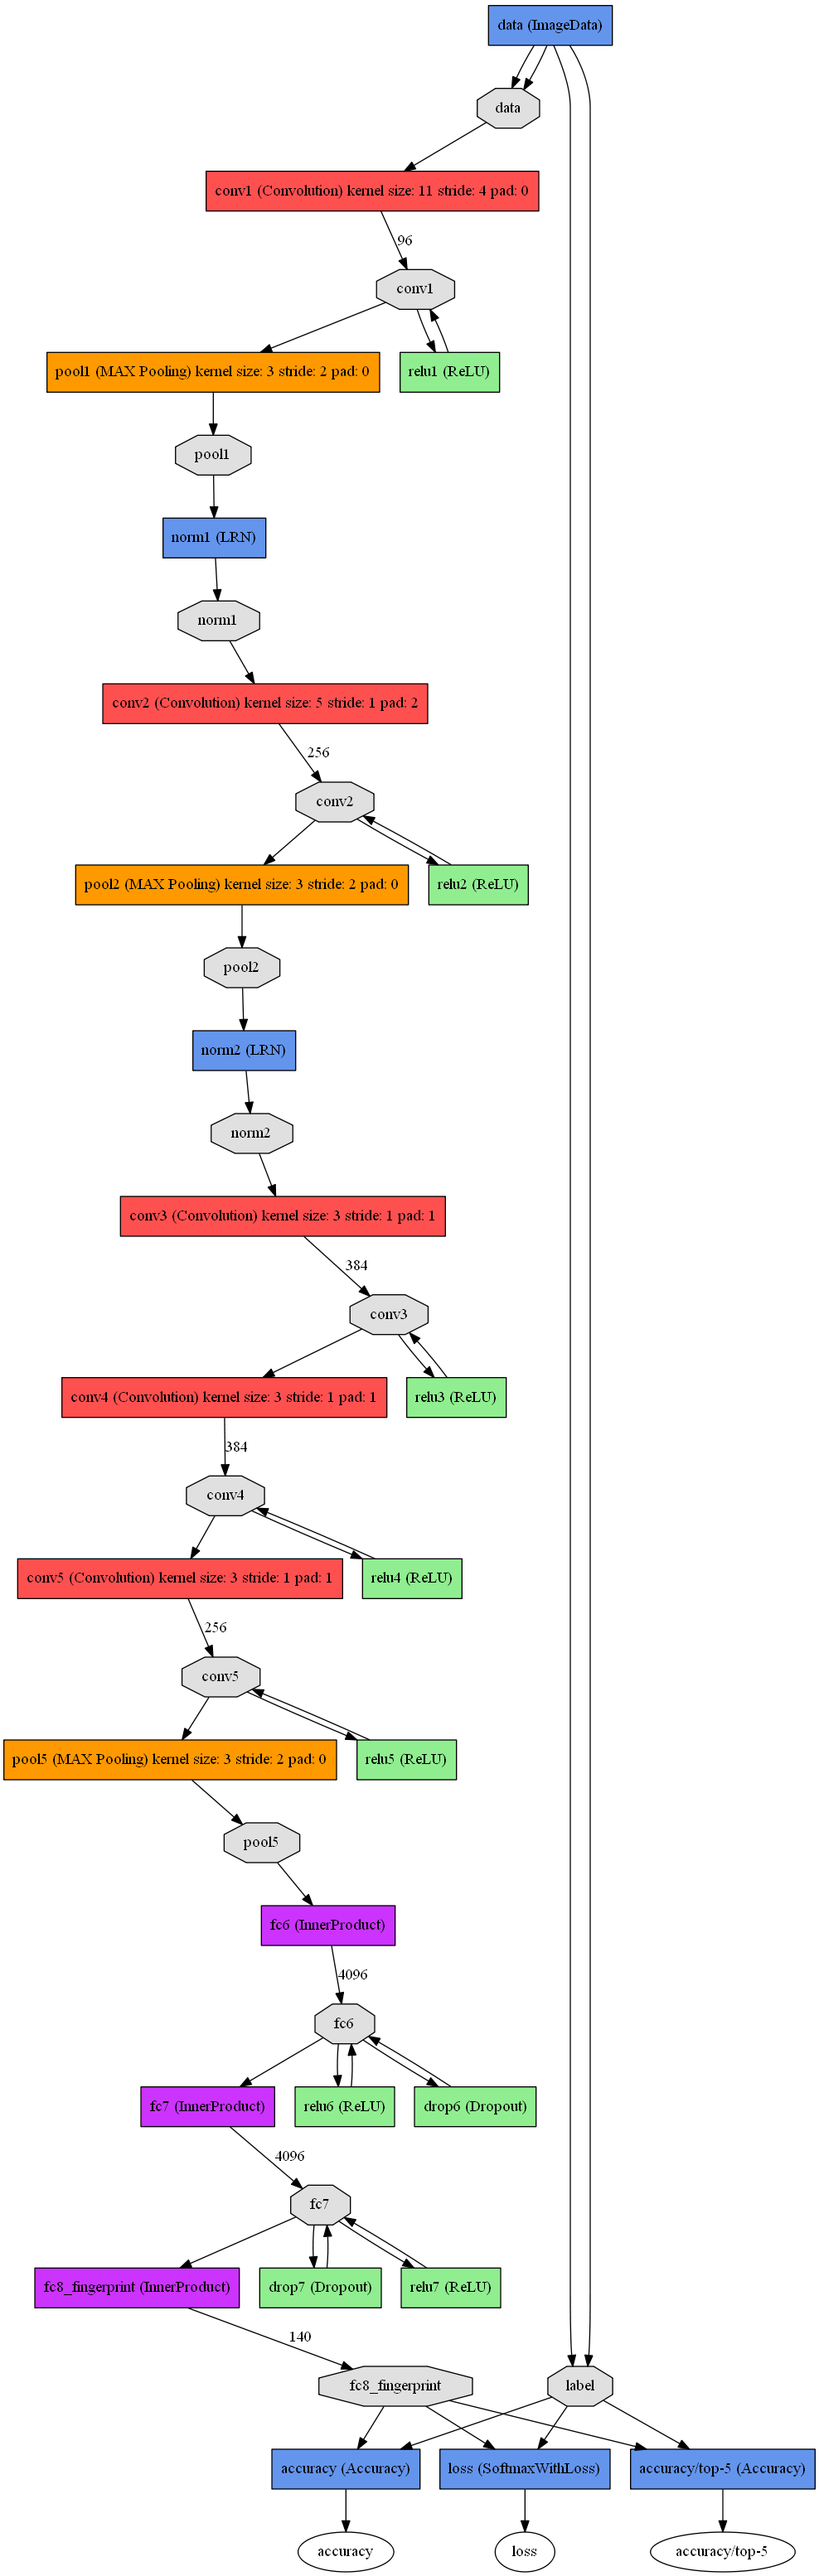 data (ImageData)
data
conv1 (Convolution) kernel size: 11 stride: 4 pad: 0
96
conv1
pool1 (MAX Pooling) kernel size: 3 stride: 2 pad: 0
relu1 (ReLU)
pool1
norm1 (LRN)
norm1
conv2 (Convolution) kernel size: 5 stride: 1 pad: 2
256
conv2
pool2 (MAX Pooling) kernel size: 3 stride: 2 pad: 0
relu2 (ReLU)
pool2
norm2 (LRN)
norm2
conv3 (Convolution) kernel size: 3 stride: 1 pad: 1
384
conv3
conv4 (Convolution) kernel size: 3 stride: 1 pad: 1
relu3 (ReLU)
384
conv4
conv5 (Convolution) kernel size: 3 stride: 1 pad: 1
relu4 (ReLU)
256
conv5
pool5 (MAX Pooling) kernel size: 3 stride: 2 pad: 0
relu5 (ReLU)
pool5
fc6 (InnerProduct)
4096
fc6
fc7 (InnerProduct)
relu6 (ReLU)
drop6 (Dropout)
4096
fc7
fc8_fingerprint (InnerProduct)
drop7 (Dropout)
relu7 (ReLU)
140
fc8_fingerprint
label
accuracy (Accuracy)
loss (SoftmaxWithLoss)
accuracy/top-5 (Accuracy)
accuracy
loss
accuracy/top-5